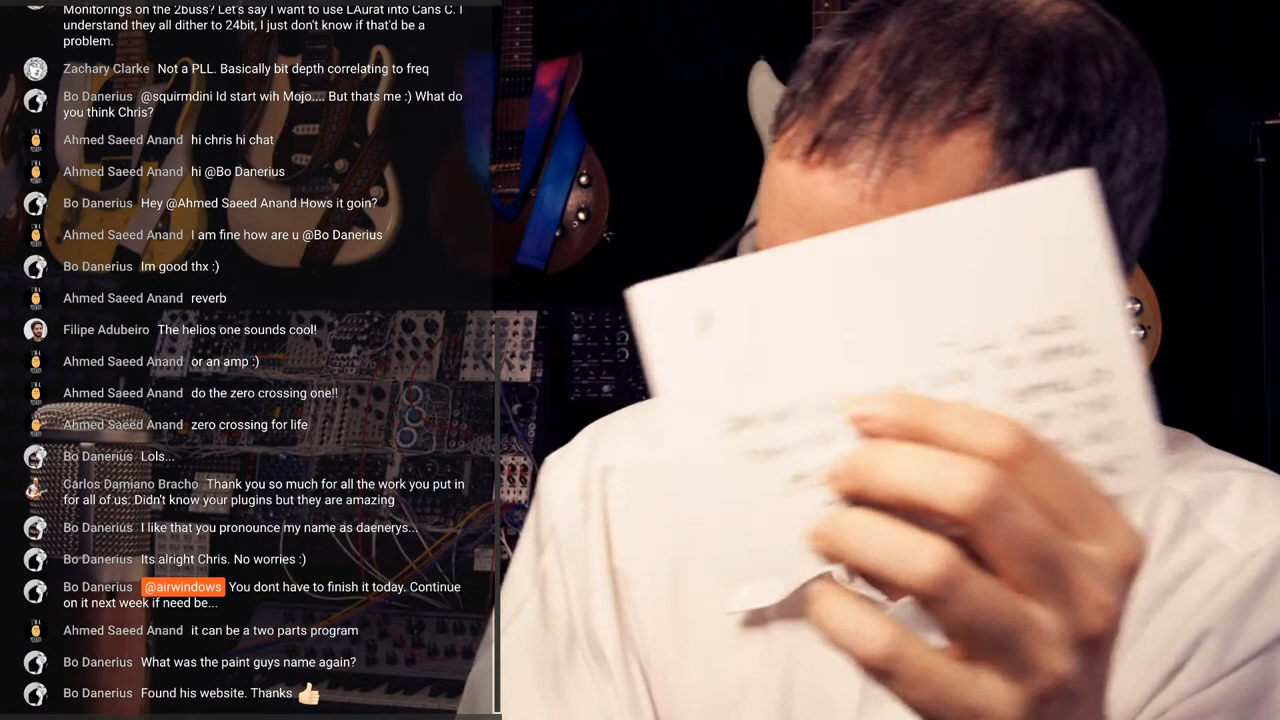 Monitorings on the 2buss? Let's say I want to use LAurat into Cans C. I
understand they all dither to 24bit, I just don't know if that'd be a
problem.
Zachary Clarke Not a PLL. Basically bit depth correlating to freq
Bo Danerius @squirmdini Id start wih Mojo.... But thats me :) What do
you think Chris?
Ahmed Saeed Anand hi chris hi chat
Ahmed Saeed Anand hi @Bo Danerius
Bo Danerius Hey @Ahmed Saeed Anand Hows it goin?
Ahmed Saeed Anand I am fine how are u @Bo Danerius
Bo Danerius Im good thx :)
Ahmed Saeed Anand reverb
Filipe Adubeiro The helios one sounds cool!
Ahmed Saeed Anand or an amp :)
Ahmed Saeed Anand do the zero crossing one!!
Ahmed Saeed Anand zero crossing for life
Bo Danerius Lols...
Carlos Damiano Bracho Thank you so much for all the work you put in
for all of us. Didn't know your plugins but they are amazing
Bo Danerius I like that you pronounce my name as daenerys...
Bo Danerius Its alright Chris. No worries :)
Bo Danerius @airwindows You dont have to finish it today. Continue
on it next week if need be...
Ahmed Saeed Anand it can be a two parts program
Bo Danerius What was the paint guys name again?
Bo Danerius Found his website. Thanks 👍🏻